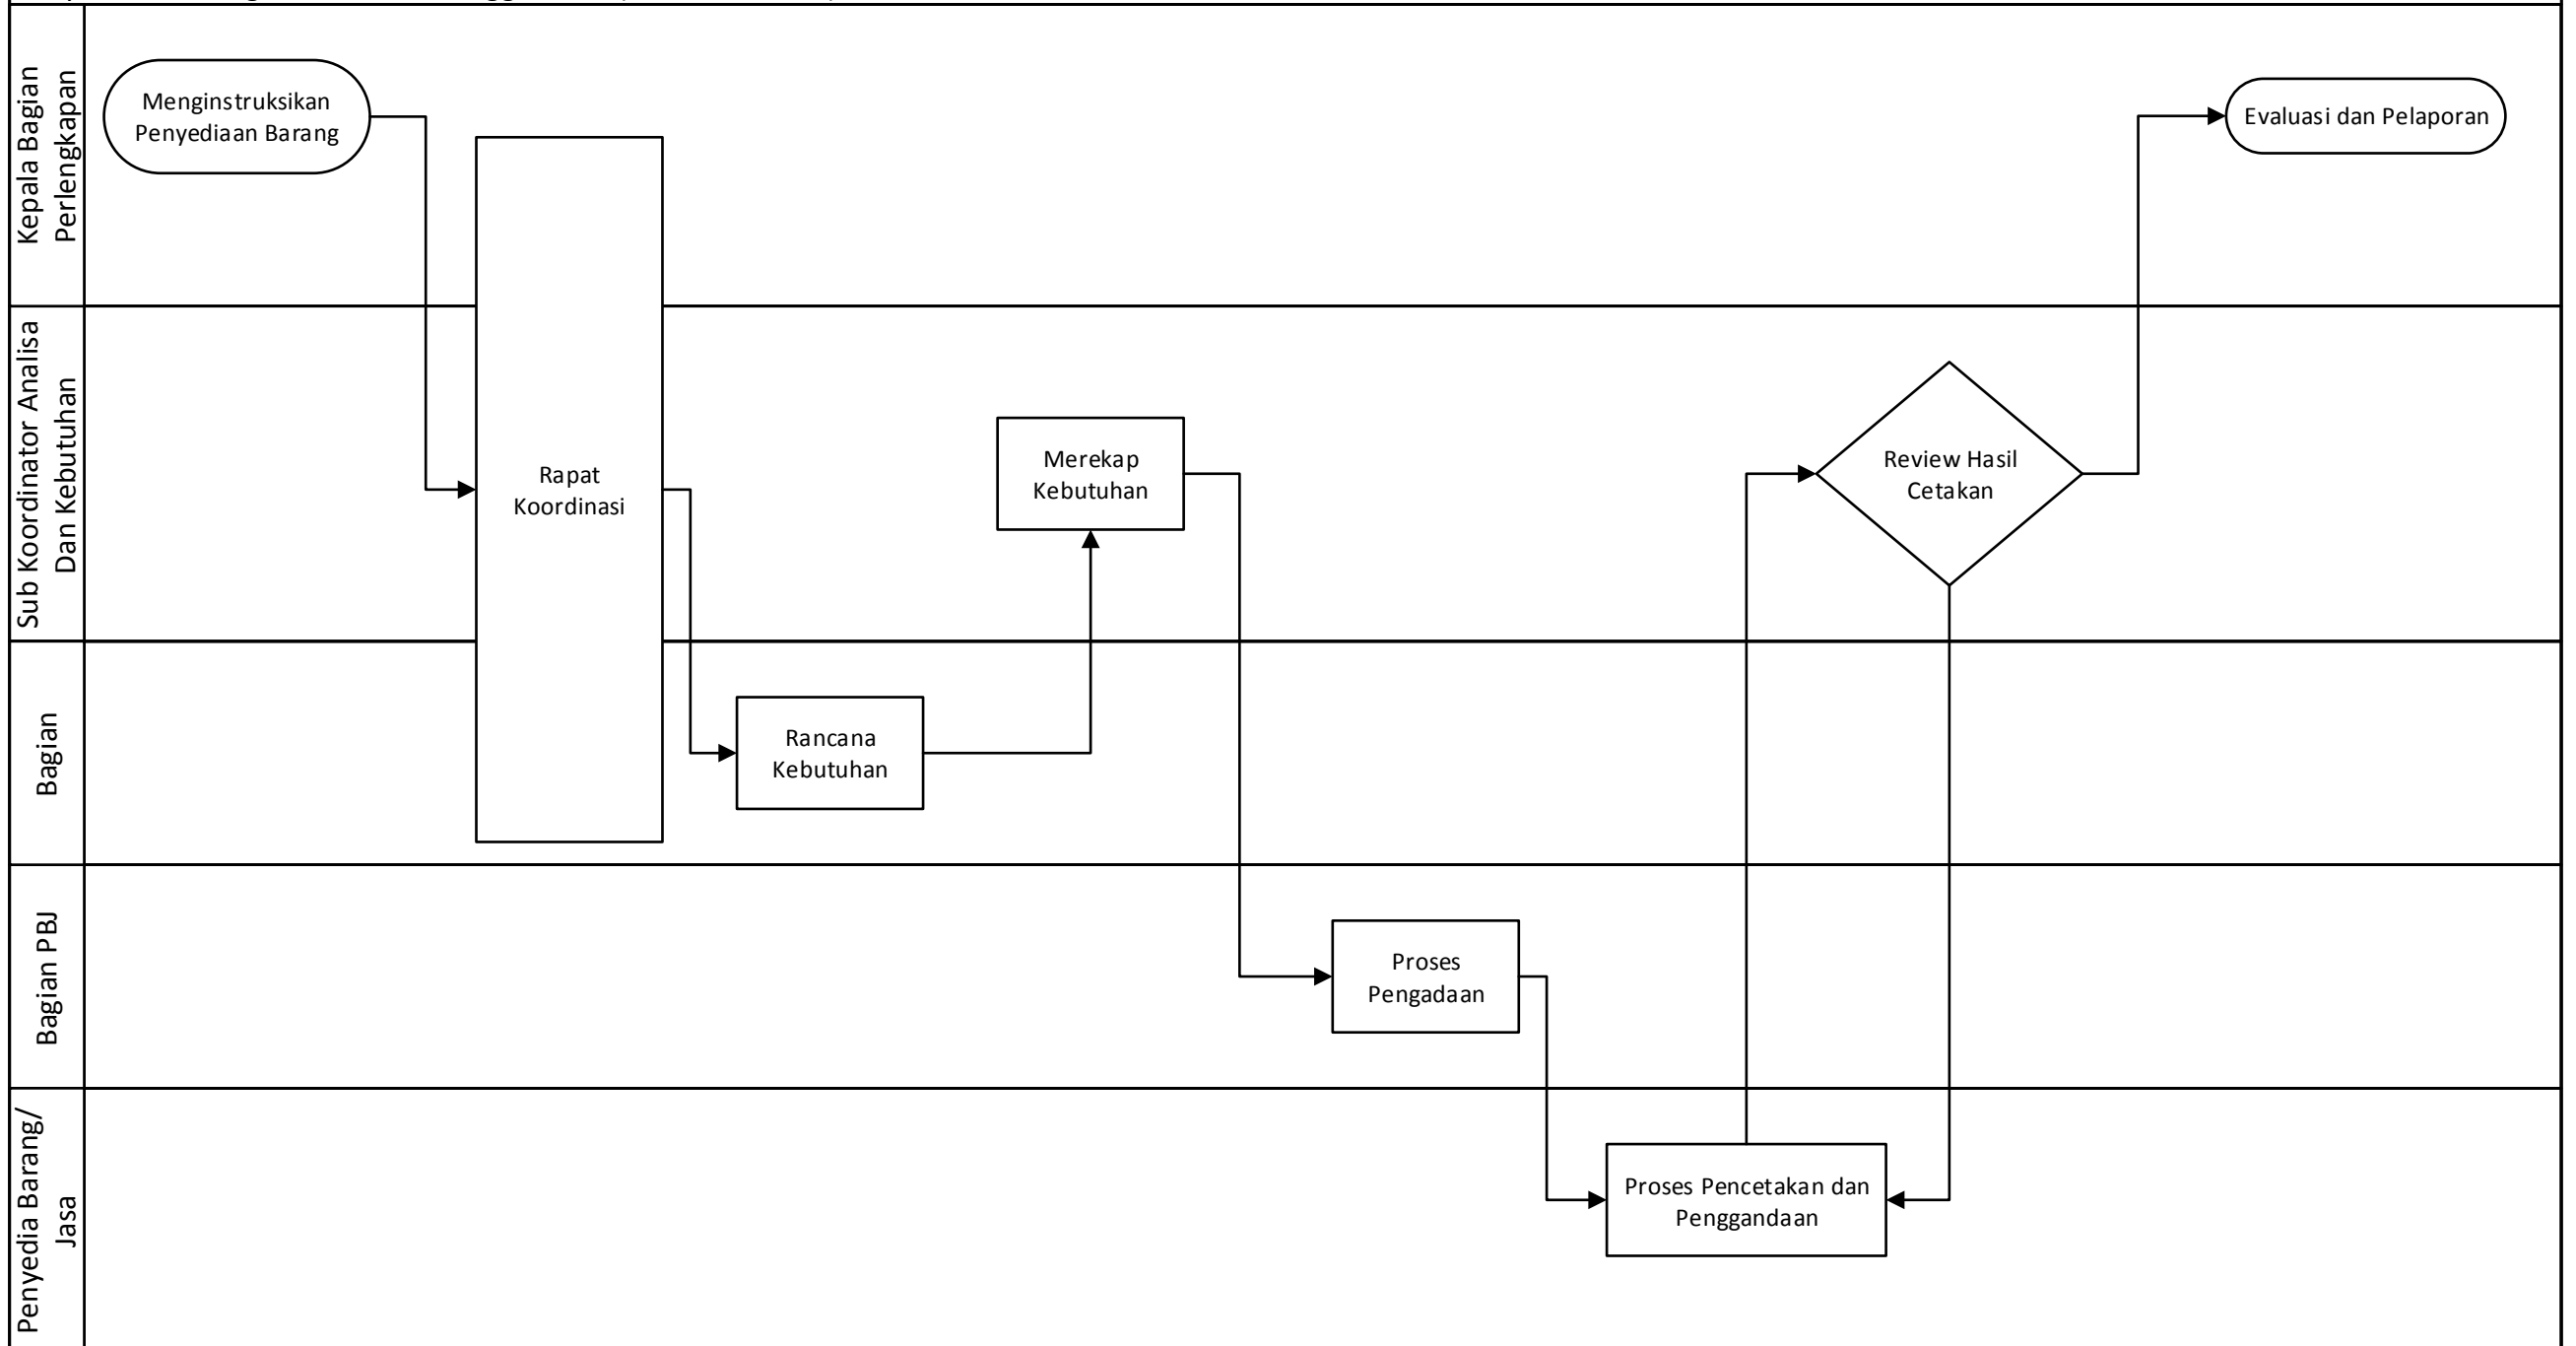 Kepala Bagian
Perlengkapan
Menginstruksikan
Penyediaan Barang
Evaluasi dan Pelaporan
Sub Koordinator Analisa
Dan Kebutuhan
Rapat
Koordinasi
Merekap
Kebutuhan
Review Hasil
Cetakan
Bagian
Rancana
Kebutuhan
Bagian PBJ
Proses
Pengadaan
Penyedia Barang/
Jasa
Proses Pencetakan dan
Penggandaan